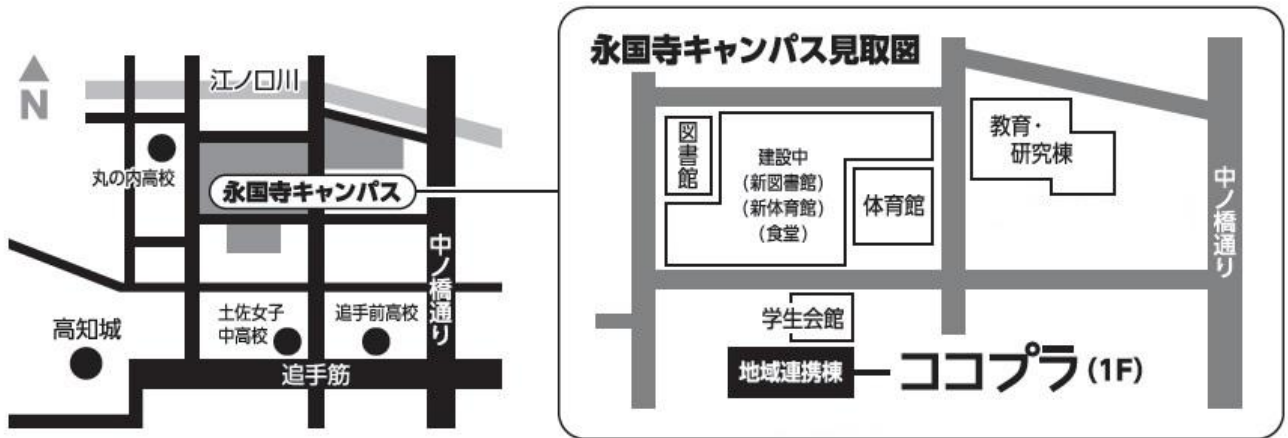 N
江ノ口川
丸の内高校
永国寺キャンパス
中ノ橋通り
高知城
土佐女子
中高校
追手前高校
追手筋
永国寺キャンパス見取図
図書館
建設中
(新図書館)
(新体育館)
(食堂)
体育館
教育・
研究棟
中ノ橋通り
学生会館
地域連携棟
ココプラ(1F)